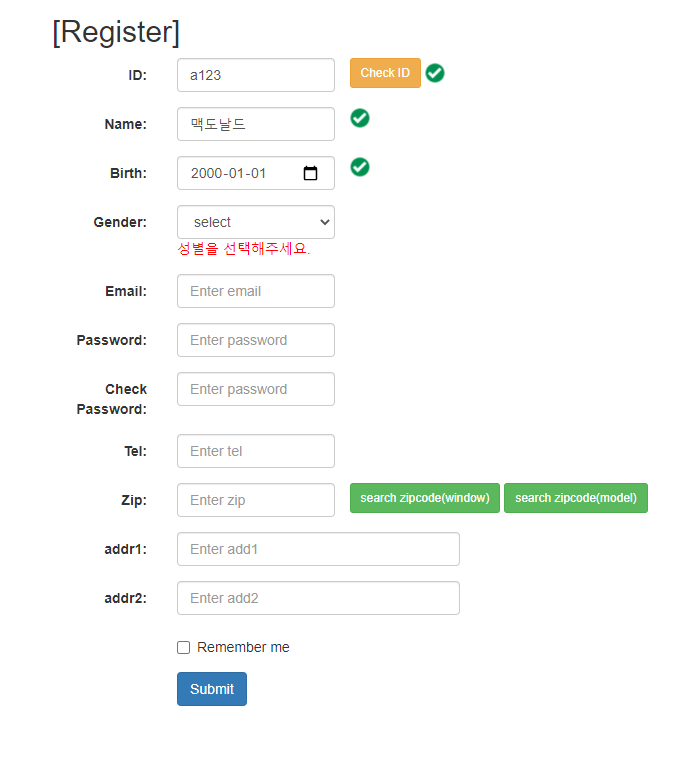 [Register]
ID: a123 Check ID
Name: 맥도날드
Birth: 2000-01-01
Gender: select
성별을 선택해주세요.
Email: Enter email
Password: Enter password
Check Password: Enter password
Tel: Enter tel
Zip: Enter zip search zipcode(window) search zipcode(model)
addr1: Enter add1
addr2: Enter add2
Remember me
Submit